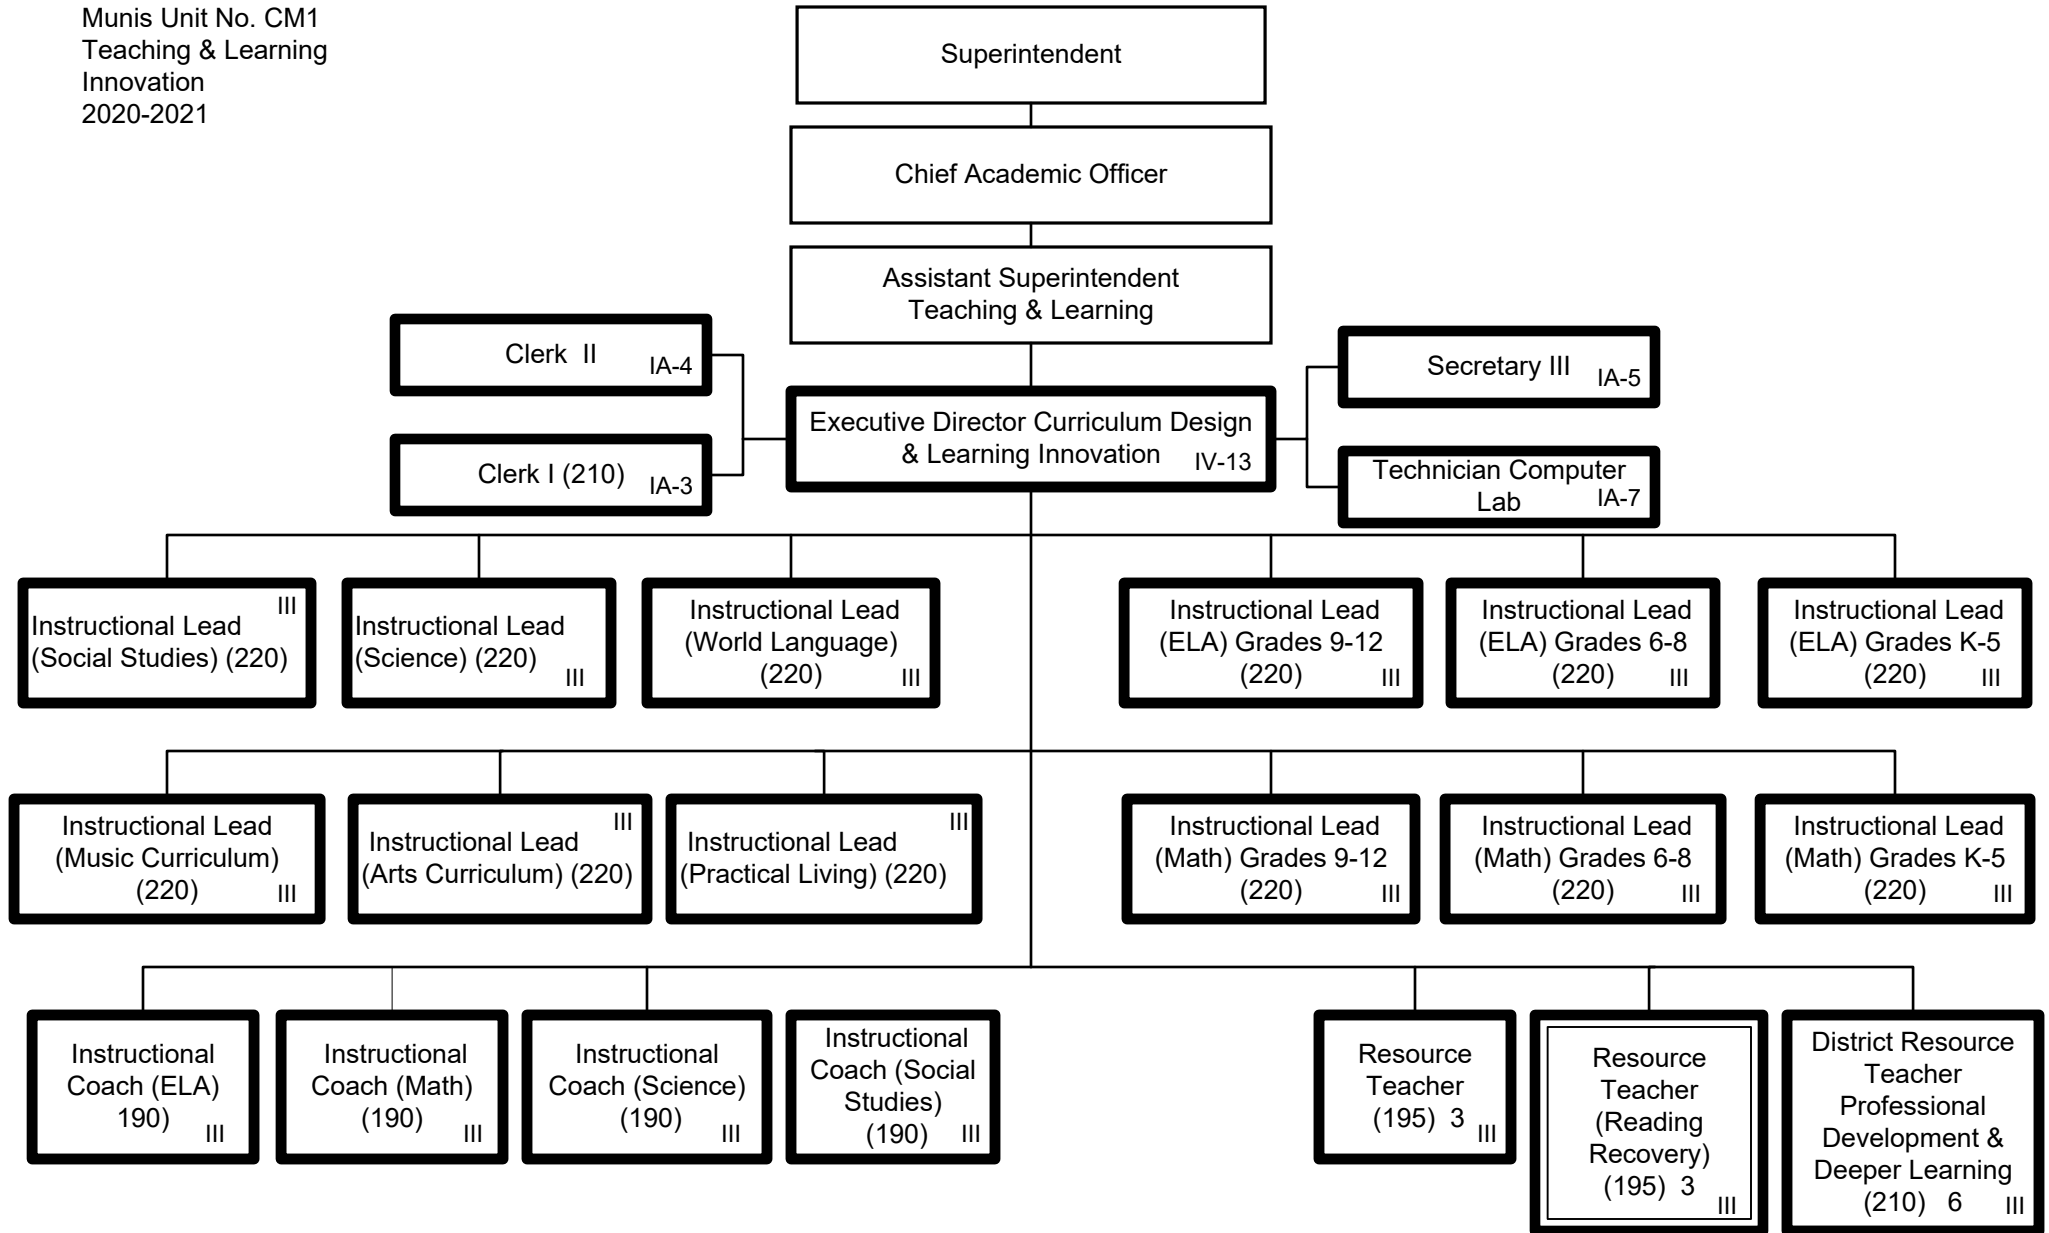 Munis Unit No. CM1
Teaching & Learning
Innovation
2020-2021
Superintendent
Chief Academic Officer
Assistant Superintendent
Teaching & Learning
Clerk  II
IA-4
Secretary III
IA-5
Executive Director Curriculum Design
& Learning Innovation
IV-13
Clerk I (210)
IA-3
Technician Computer
Lab
IA-7
III
Instructional Lead
(Social Studies) (220)
Instructional Lead
(Science) (220)
III
Instructional Lead
(World Language)
(220)
III
Instructional Lead
(ELA) Grades 9-12
(220)
III
Instructional Lead
(ELA) Grades 6-8
(220)
III
Instructional Lead
(ELA) Grades K-5
(220)
III
Instructional Lead
(Music Curriculum)
(220)
III
III
Instructional Lead
(Arts Curriculum) (220)
III
Instructional Lead
(Practical Living) (220)
Instructional Lead
(Math) Grades 9-12
(220)
III
Instructional Lead
(Math) Grades 6-8
(220)
III
Instructional Lead
(Math) Grades K-5
(220)
III
Instructional
Coach (ELA)
190)
III
Instructional
Coach (Math)
(190)
III
Instructional
Coach (Science)
(190)
III
Instructional
Coach (Social
Studies)
(190)
III
Resource
Teacher
(195)  3
III
Resource
Teacher
(Reading
Recovery)
(195)  3
III
District Resource
Teacher
Professional
Development &
Deeper Learning
(210)   6
III